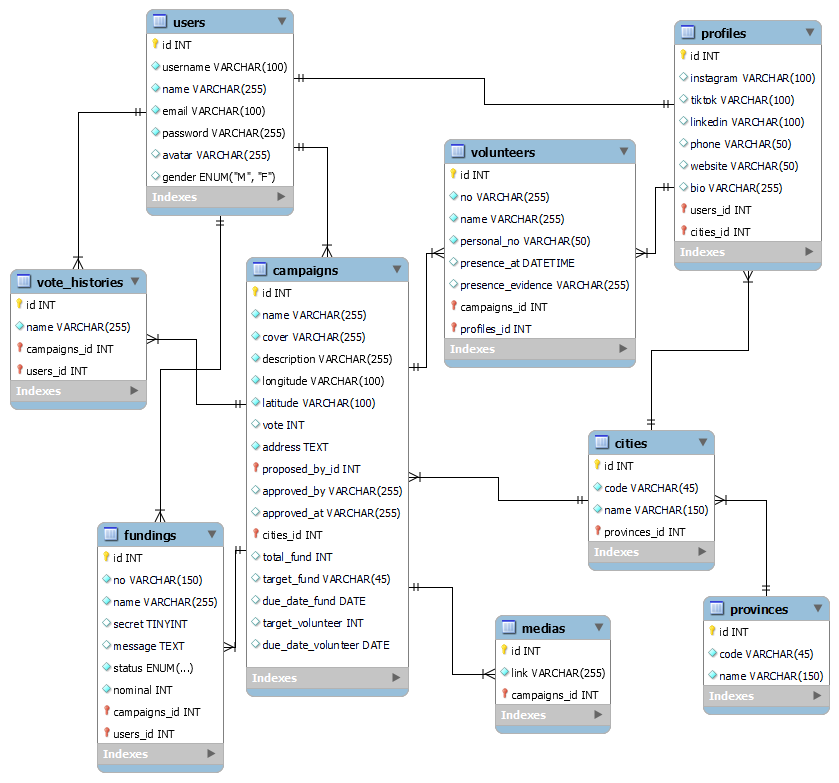 users
id INT
username VARCHAR(100)
name VARCHAR(255)
email VARCHAR(100)
password VARCHAR(255)
avatar VARCHAR(255)
gender ENUM("M", "F")
Indexes
profiles
id INT
instagram VARCHAR(100)
tiktok VARCHAR(100)
linkedin VARCHAR(100)
phone VARCHAR(50)
website VARCHAR(50)
bio VARCHAR(255)
users_id INT
cities_id INT
Indexes
volunteers
id INT
no VARCHAR(255)
name VARCHAR(255)
personal_no VARCHAR(50)
presence_at DATETIME
presence_evidence VARCHAR(255)
campaigns_id INT
profiles_id INT
Indexes
vote_histories
id INT
name VARCHAR(255)
campaigns_id INT
users_id INT
Indexes
campaigns
id INT
name VARCHAR(255)
cover VARCHAR(255)
description VARCHAR(255)
longitude VARCHAR(100)
latitude VARCHAR(100)
vote INT
address TEXT
proposed_by_id INT
approved_by VARCHAR(255)
approved_at VARCHAR(255)
cities_id INT
total_fund INT
target_fund VARCHAR(45)
due_date_fund DATE
target_volunteer INT
due_date_volunteer DATE
Indexes
cities
id INT
code VARCHAR(45)
name VARCHAR(150)
provinces_id INT
Indexes
fundings
id INT
no VARCHAR(150)
name VARCHAR(255)
secret TINYINT
message TEXT
status ENUM(...)
nominal INT
campaigns_id INT
users_id INT
Indexes
medias
id INT
link VARCHAR(255)
campaigns_id INT
Indexes
provinces
id INT
code VARCHAR(45)
name VARCHAR(150)
Indexes